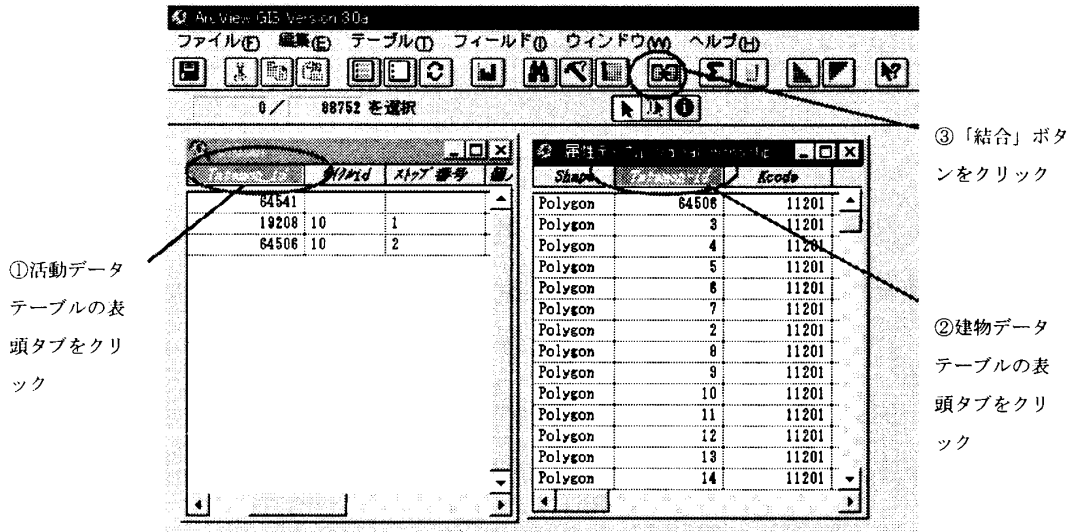 ArcView GIS Version 3.0a
ファイル(F) 編集(E) テーブル(T) フィールド(I) ウィンドウ(W) ヘルプ(H)
0/ 88752 を選択
③「結合」ボタ
ンをクリック
ストップ番号
64541
19208 10 1
64506 10 2
①活動データ
テーブルの表
頭タブをクリ
ック
Shape Kcode
Polygon 64506 11201
Polygon 3 11201
Polygon 4 11201
Polygon 5 11201
Polygon 6 11201
Polygon 7 11201
Polygon 2 11201
Polygon 8 11201
Polygon 9 11201
Polygon 10 11201
Polygon 11 11201
Polygon 12 11201
Polygon 13 11201
Polygon 14 11201
②建物データ
テーブルの表
頭タブをクリ
ック